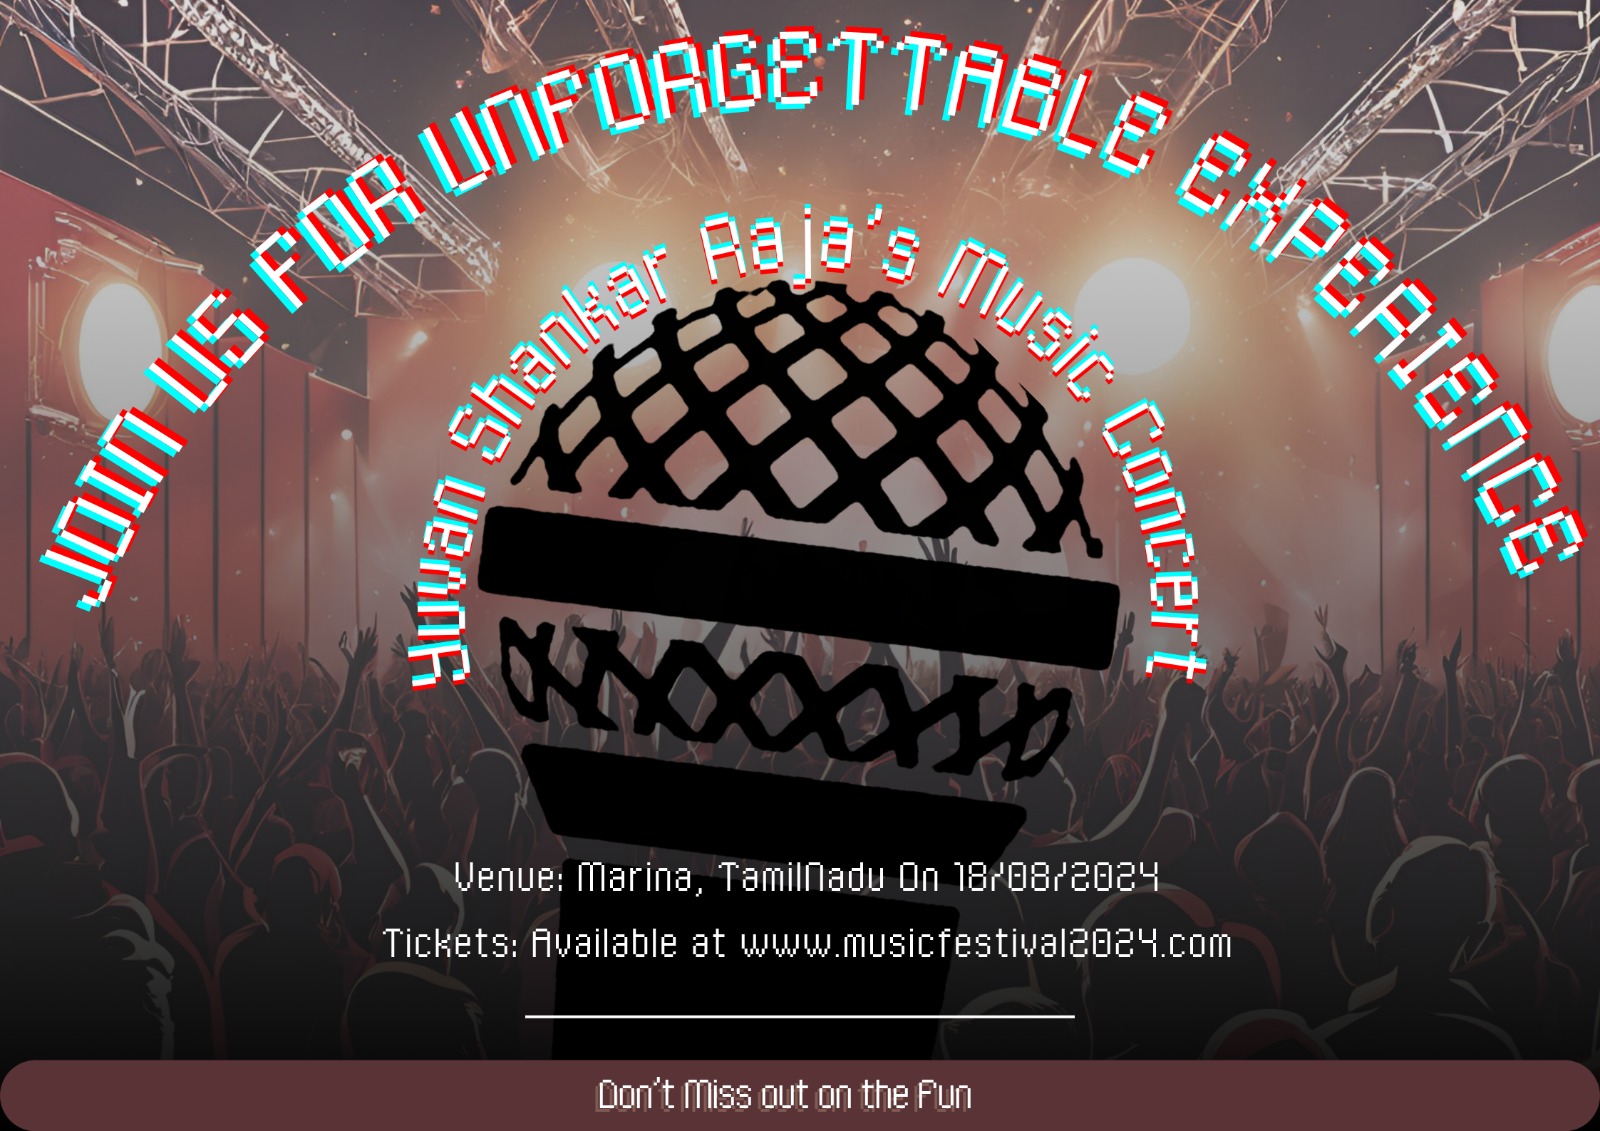 JOIN US FOR UNFORGETTABLE EXPERIENCE
Yuvan Shankar Raja's Music Concert
Venue: Marina, TamilNadu On 18/08/2024
Tickets: Available at www.musicfestival2024.com
Don't Miss out on the Fun